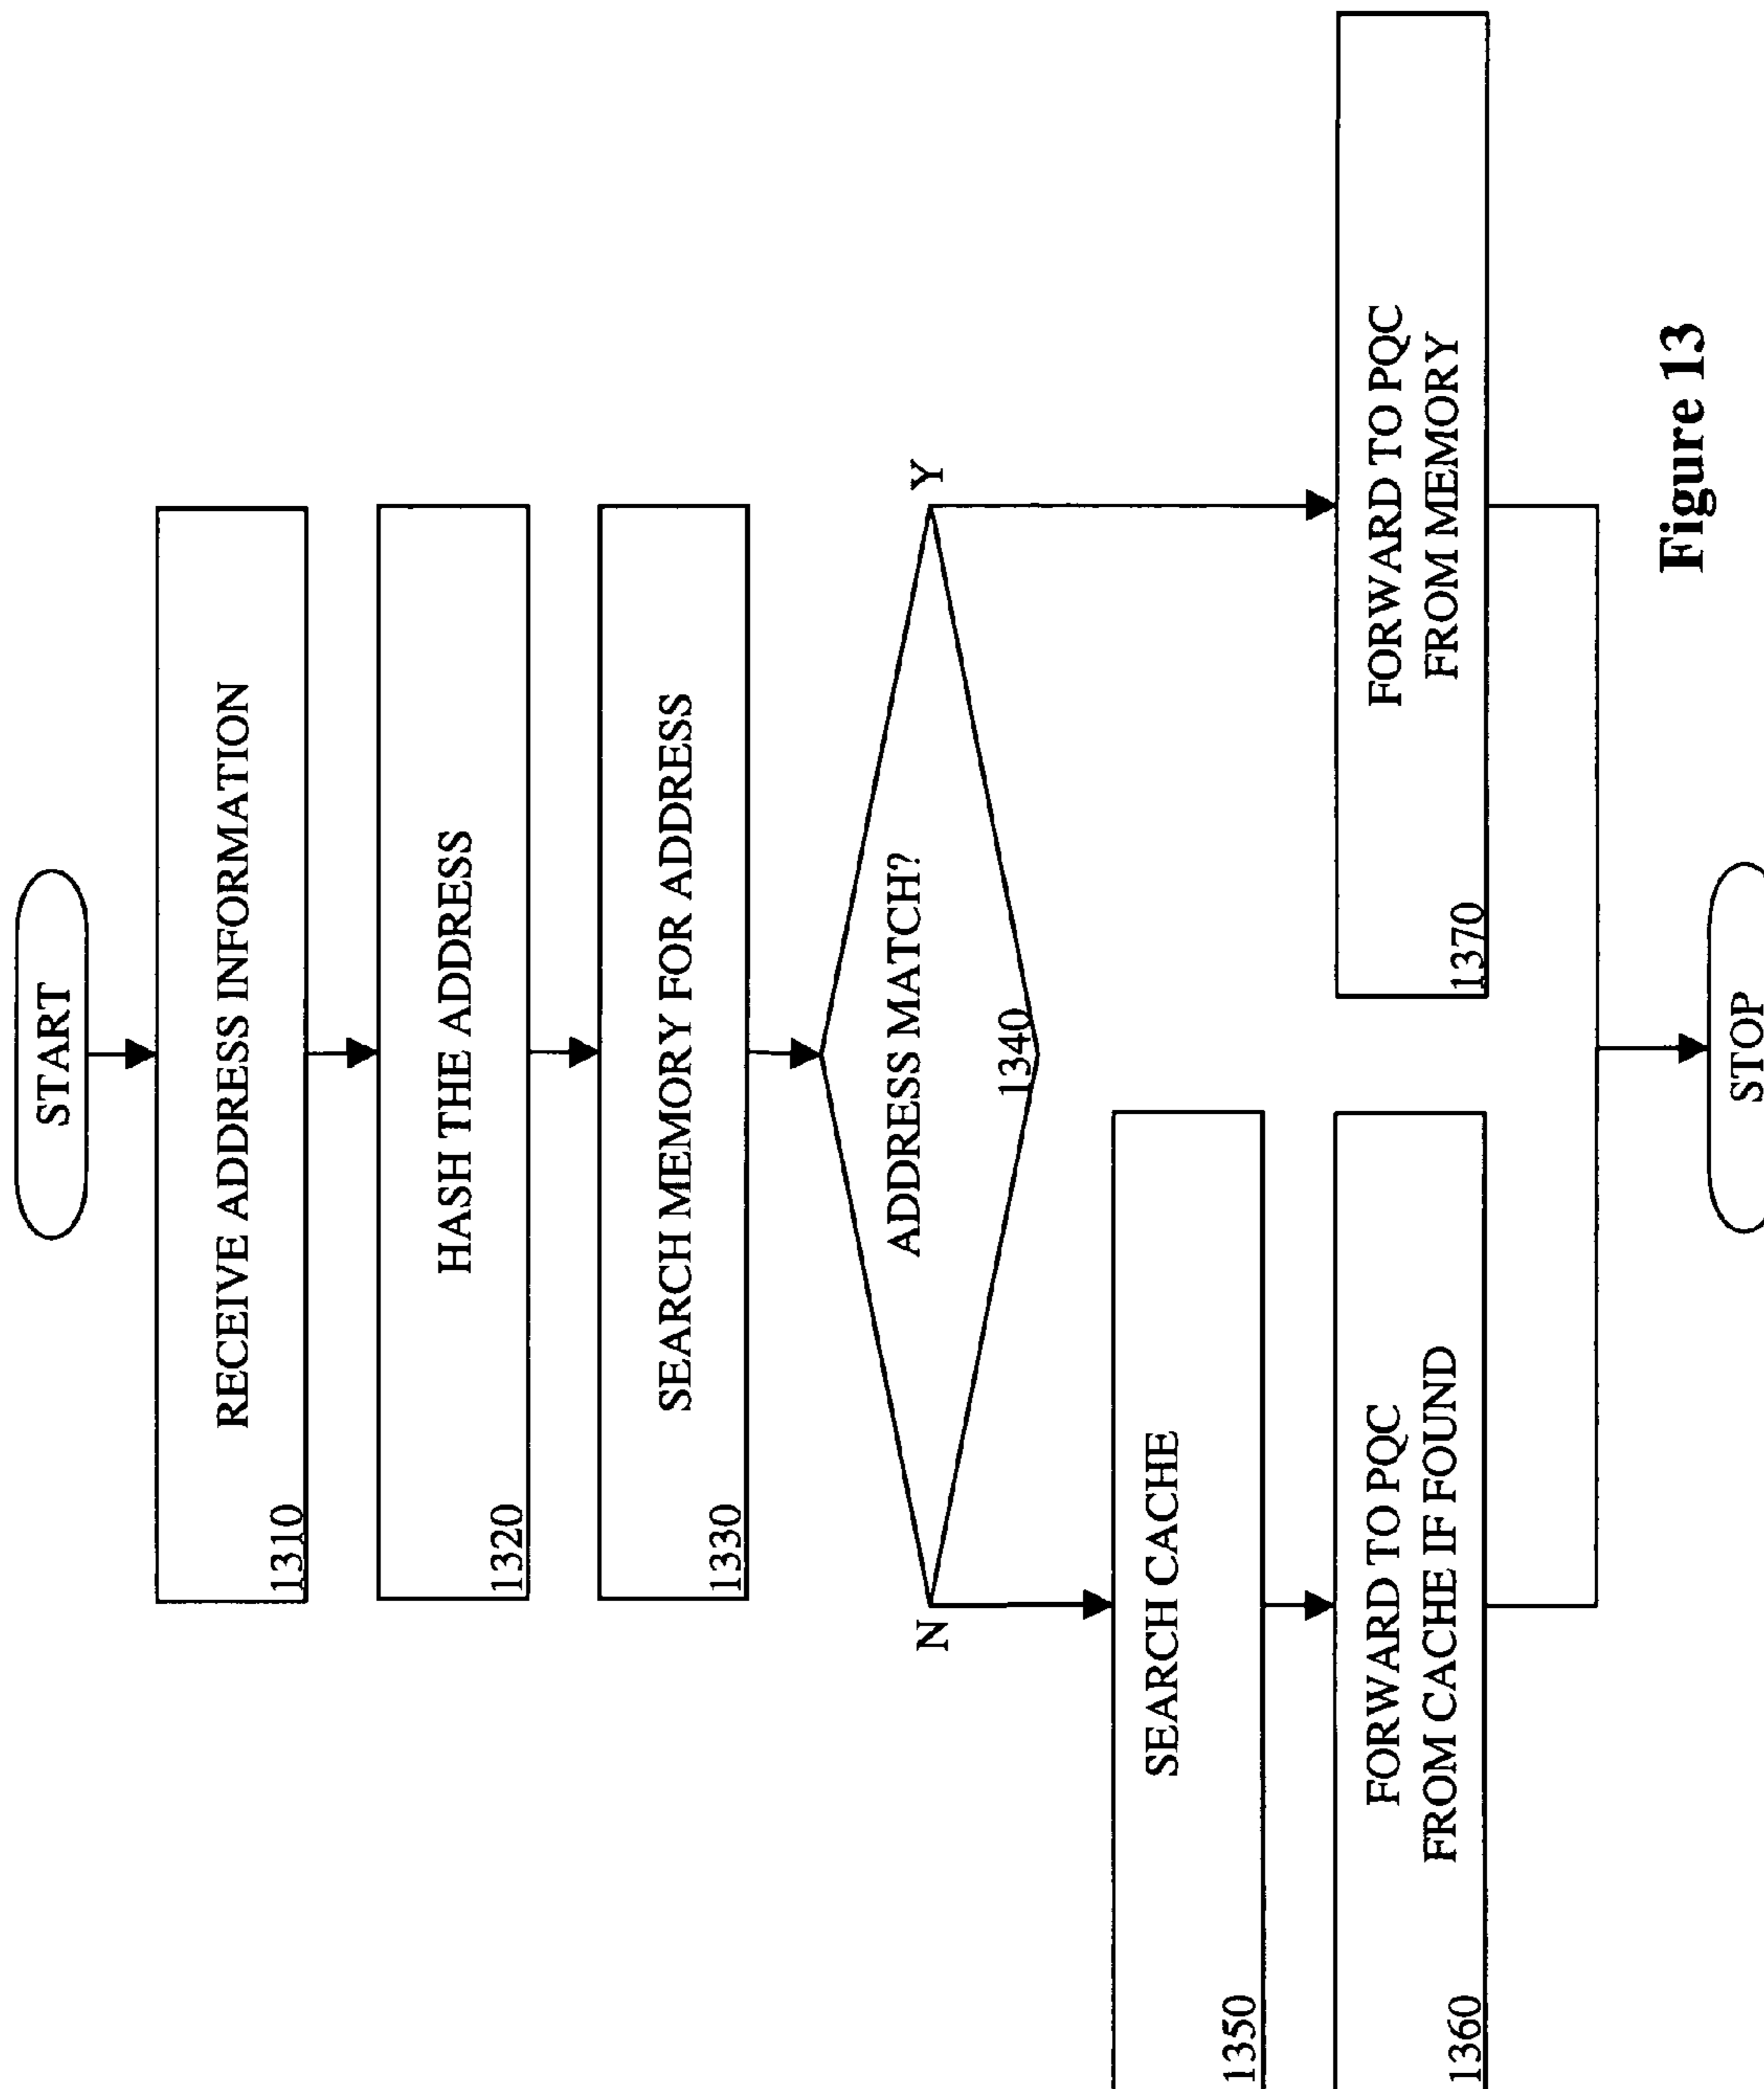 START
RECEIVE ADDRESS INFORMATION
1310
HASH THE ADDRESS
1320
SEARCH MEMORY FOR ADDRESS
1330
ADDRESS MATCH?
1340
N
Y
SEARCH CACHE
1350
FORWARD TO PQC
FROM CACHE IF FOUND
1360
FORWARD TO PQC
FROM MEMORY
1370
STOP
Figure 13